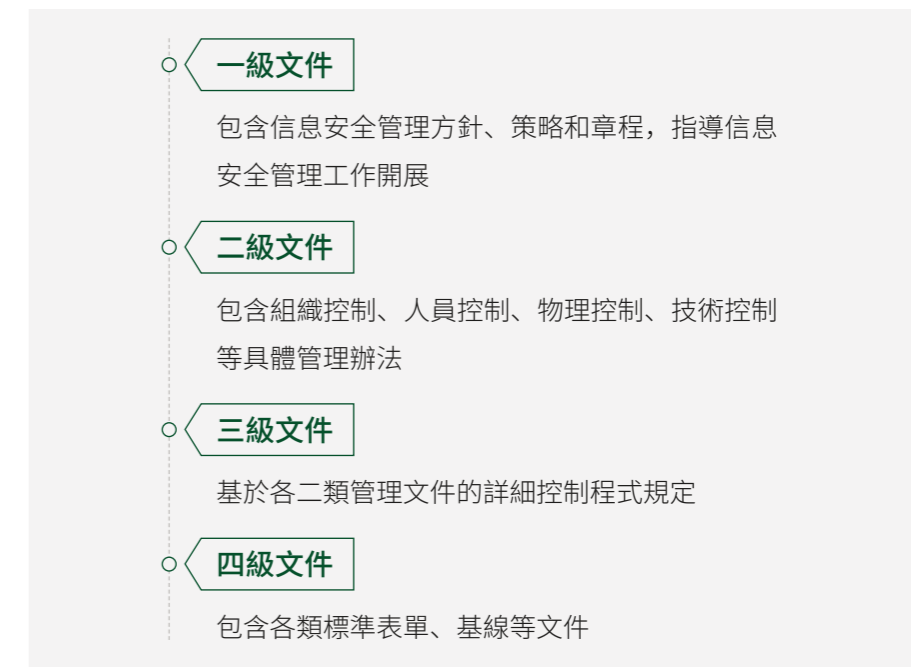 一級文件
包含信息安全管理方針、策略和章程，指導信息
安全管理工作開展
二級文件
包含組織控制、人員控制、物理控制、技術控制
等具體管理辦法
三級文件
基於各二類管理文件的詳細控制程式規定
四級文件
包含各類標準表單、基線等文件